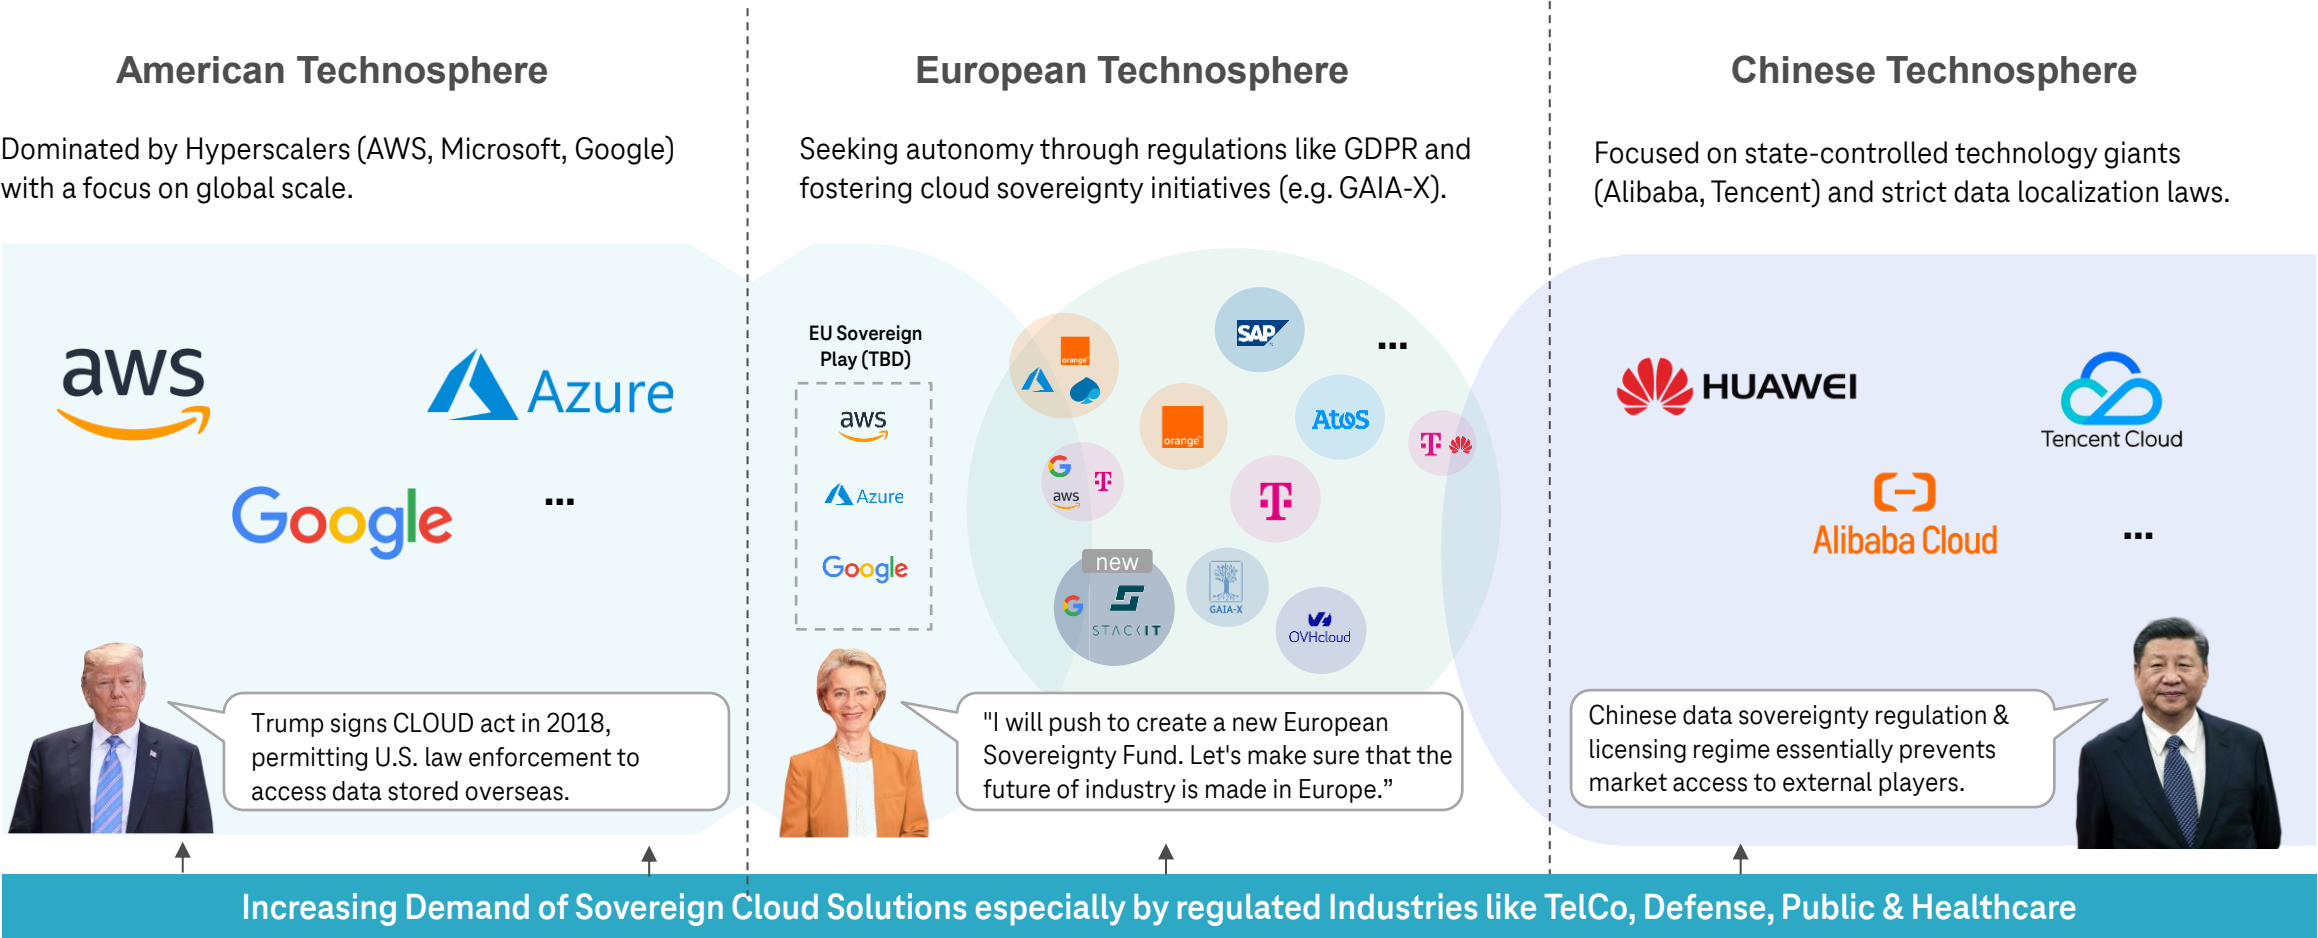 American Technosphere
Dominated by Hyperscalers (AWS, Microsoft, Google)
with a focus on global scale.
aws
Azure
Google
...
Trump signs CLOUD act in 2018,
permitting U.S. law enforcement to
access data stored overseas.
European Technosphere
Seeking autonomy through regulations like GDPR and
fostering cloud sovereignty initiatives (e.g. GAIA-X).
EU Sovereign
Play (TBD)
aws
Azure
Google
orange
SAP
...
orange
Atos
T
G
aws
T
T
new
G
STACKIT
GAIA-X
OVHcloud
"I will push to create a new European
Sovereignty Fund. Let's make sure that the
future of industry is made in Europe.”
Chinese Technosphere
Focused on state-controlled technology giants
(Alibaba, Tencent) and strict data localization laws.
HUAWEI
Tencent Cloud
Alibaba Cloud
...
Chinese data sovereignty regulation &
licensing regime essentially prevents
market access to external players.
Increasing Demand of Sovereign Cloud Solutions especially by regulated Industries like TelCo, Defense, Public & Healthcare